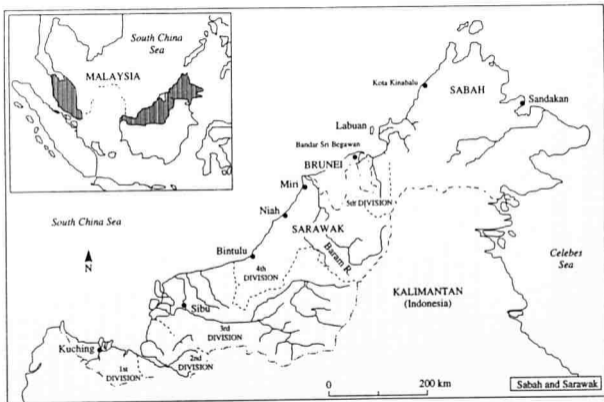 South China
Sea
MALAYSIA
Kota Kinabalo
SABAH
Sandakan
Labuan
Bandar Sri Begawan
BRUNEI
Miri
5th DIVISION
South China Sea
Niah
SARAWAK
N
Bintulu
Baram R.
4th
DIVISION
Celbes
Sea
KALIMANTAN
(Indonesia)
Sibu
3rd
DIVISION
Kuching
1st
DIVISION
2nd
DIVISION
0
200 km
Sabah and Sarawak